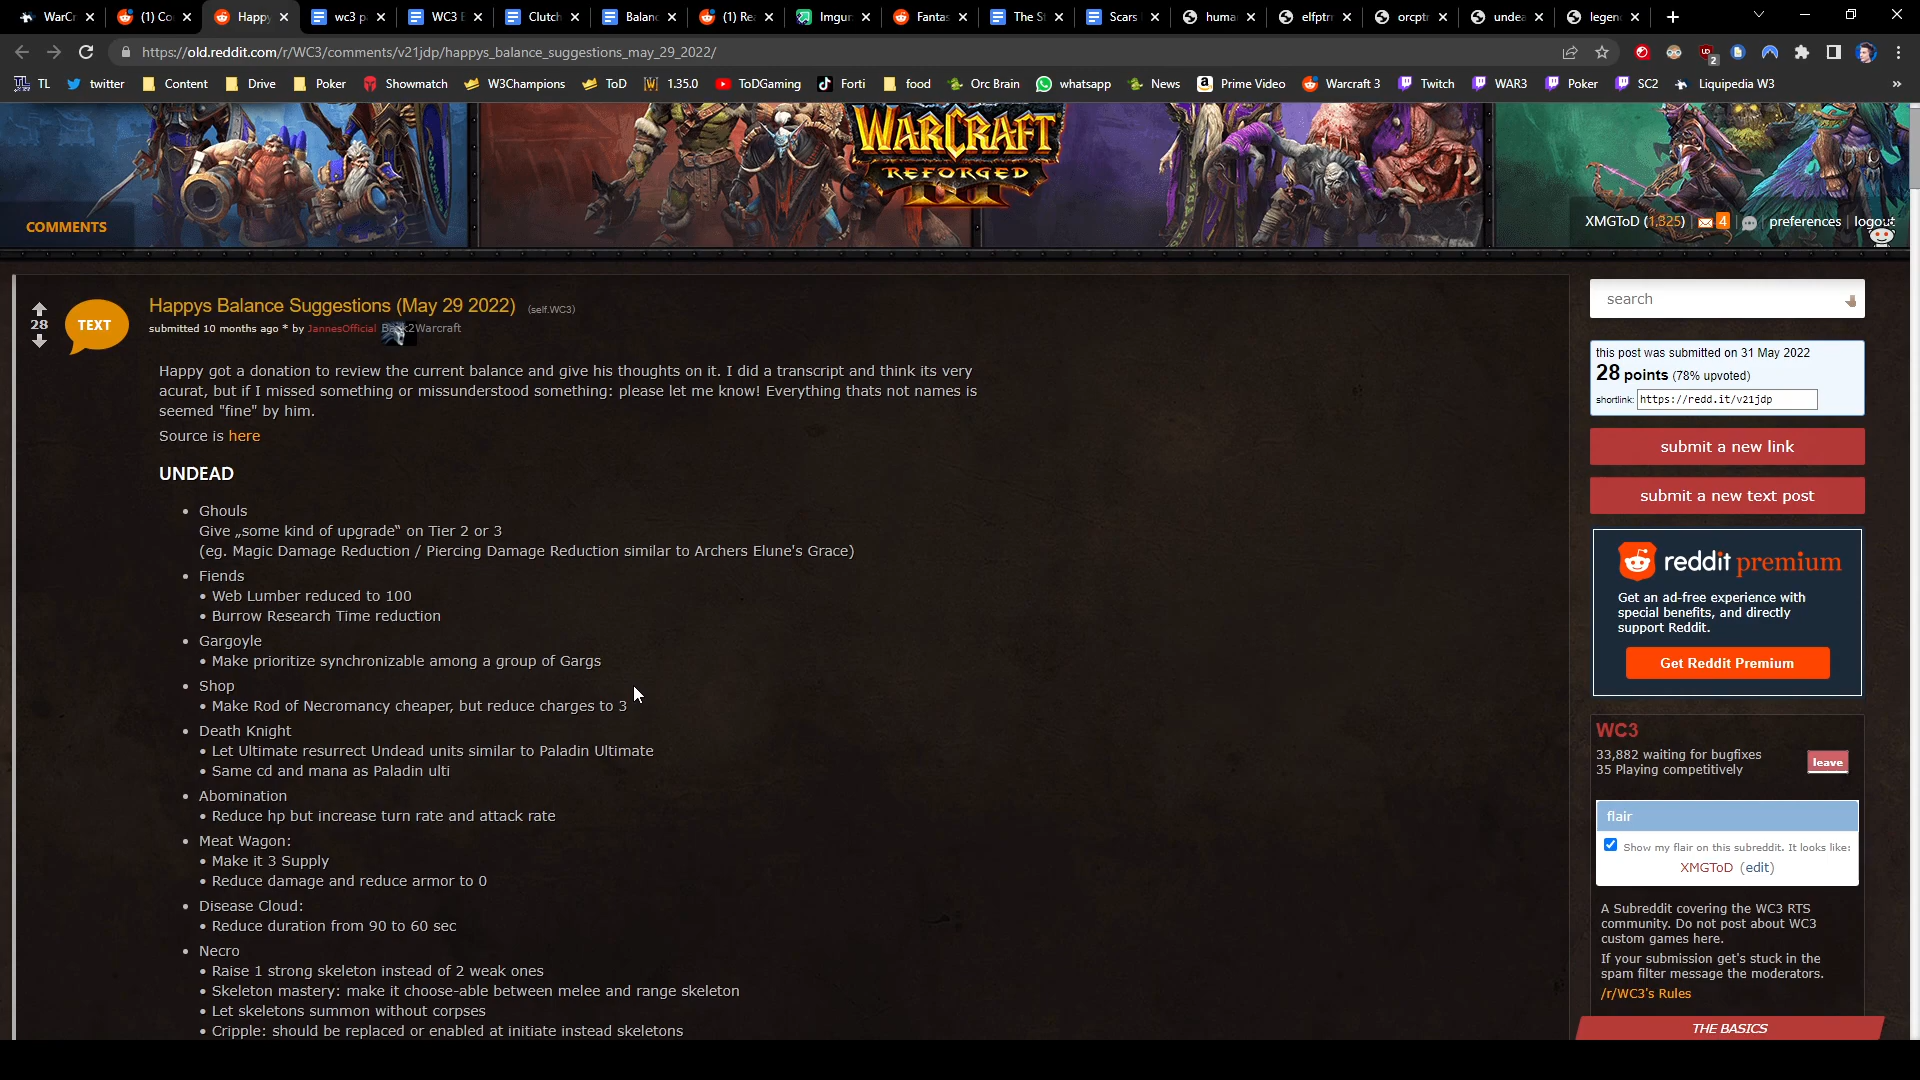 WarCr
(1) Co
Happy
wc3 p
WC3 E
Clutch
Balanc
(1) Re
Imgur
Fantas
The St
Scars
huma
elfptr
orcpt
undea
legen
https://old.reddit.com/r/WC3/comments/v21jdp/happys_balance_suggestions_may_29_2022/
TL twitter Content Drive Poker Showmatch W3Champions ToD 1.35.0 ToDGaming Forti food Orc Brain whatsapp News Prime Video Warcraft 3 Twitch WAR3 Poker SC2 Liquipedia W3 »
WARCRAFT
REFORGED
III
COMMENTS
XMGToD (1,325) | 4 | preferences | logout
28
TEXT
Happys Balance Suggestions (May 29 2022) (self.WC3)
submitted 10 months ago * by JannesOfficial Back2Warcraft
Happy got a donation to review the current balance and give his thoughts on it. I did a transcript and think its very
acurat, but if I missed something or missunderstood something: please let me know! Everything thats not names is
seemed "fine" by him.
Source is here
UNDEAD
• Ghouls
Give „some kind of upgrade“ on Tier 2 or 3
(eg. Magic Damage Reduction / Piercing Damage Reduction similar to Archers Elune's Grace)
• Fiends
• Web Lumber reduced to 100
• Burrow Research Time reduction
• Gargoyle
• Make prioritize synchronizable among a group of Gargs
• Shop
• Make Rod of Necromancy cheaper, but reduce charges to 3
• Death Knight
• Let Ultimate resurrect Undead units similar to Paladin Ultimate
• Same cd and mana as Paladin ulti
• Abomination
• Reduce hp but increase turn rate and attack rate
• Meat Wagon:
• Make it 3 Supply
• Reduce damage and reduce armor to 0
• Disease Cloud:
• Reduce duration from 90 to 60 sec
• Necro
• Raise 1 strong skeleton instead of 2 weak ones
• Skeleton mastery: make it choose-able between melee and range skeleton
• Let skeletons summon without corpses
• Cripple: should be replaced or enabled at initiate instead skeletons
search
this post was submitted on 31 May 2022
28 points (78% upvoted)
shortlink: https://redd.it/v21jdp
submit a new link
submit a new text post
reddit premium
Get an ad-free experience with
special benefits, and directly
support Reddit.
Get Reddit Premium
WC3
33,882 waiting for bugfixes
35 Playing competitively
leave
flair
Show my flair on this subreddit. It looks like:
XMGToD (edit)
A Subreddit covering the WC3 RTS
community. Do not post about WC3
custom games here.
If your submission get's stuck in the
spam filter message the moderators.
/r/WC3's Rules
THE BASICS